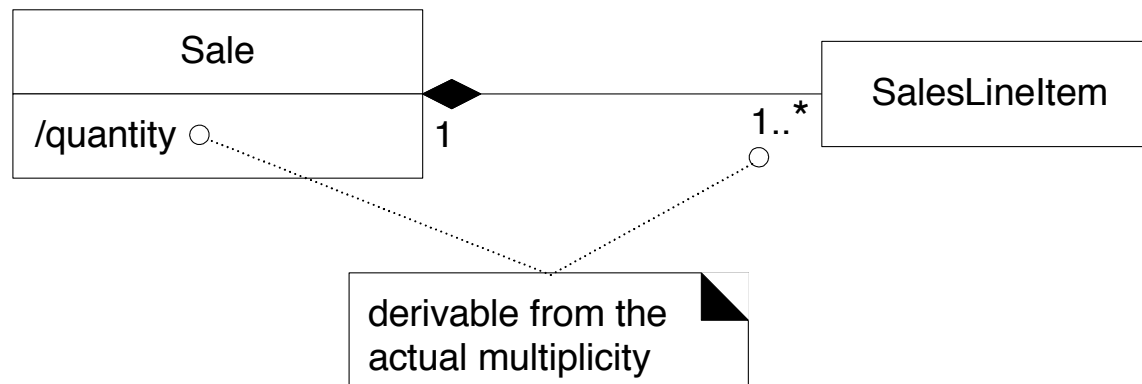 Sale
/quantity
1
1..*
SalesLineItem
derivable from the
actual multiplicity